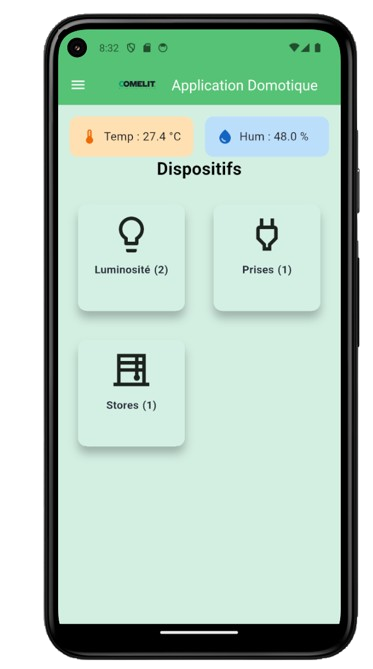 8:32
COMELIT Application Domotique
Temp : 27.4 °C Hum : 48.0 %
Dispositifs
Luminosité (2) Prises (1)
Stores (1)